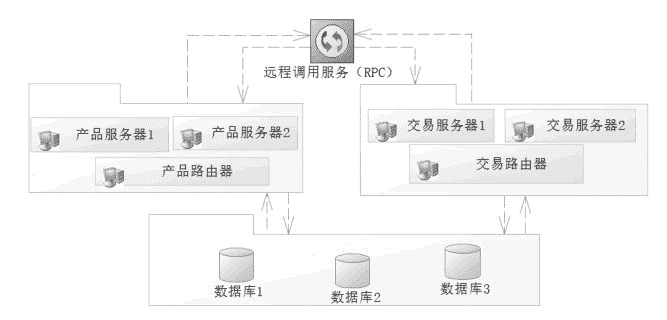 远程调用服务（RPC）
产品服务器1
产品服务器2
产品路由器
交易服务器1
交易服务器2
交易路由器
数据库1
数据库2
数据库3